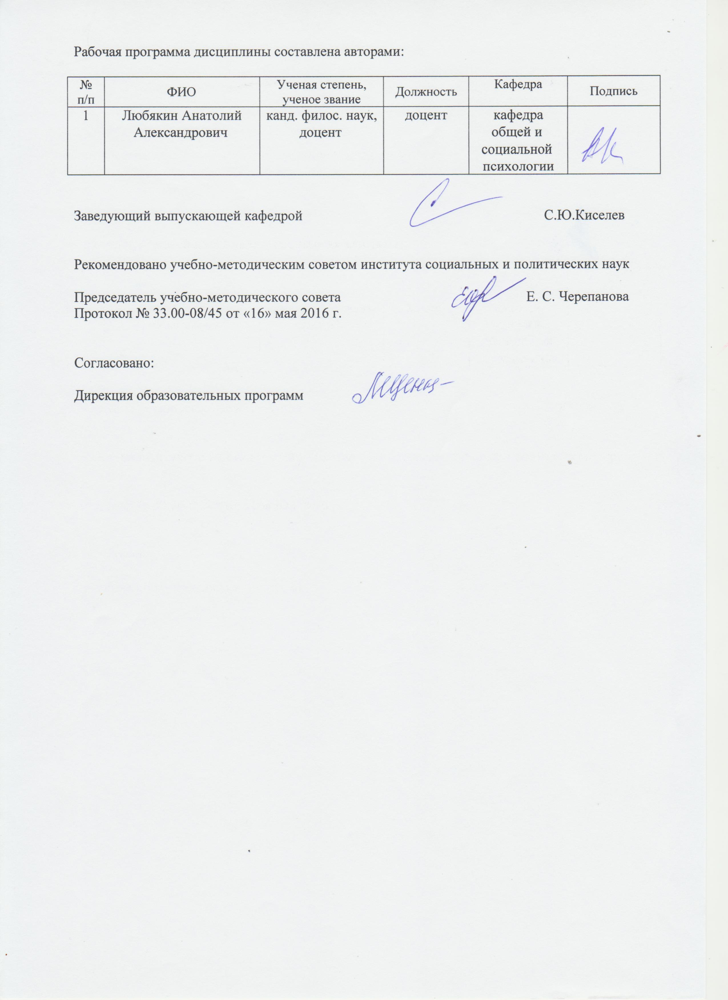 Рабочая программа дисциплины составлена авторами:
№ п/п ФИО Ученая степень, ученое звание Должность Кафедра Подпись
1 Любякин Анатолий Александрович канд. филос. наук, доцент доцент кафедра общей и социальной психологии
Заведующий выпускающей кафедрой С.Ю.Киселев
Рекомендовано учебно-методическим советом института социальных и политических наук
Председатель учебно-методического совета Е. С. Черепанова
Протокол № 33.00-08/45 от «16» мая 2016 г.
Согласовано:
Дирекция образовательных программ